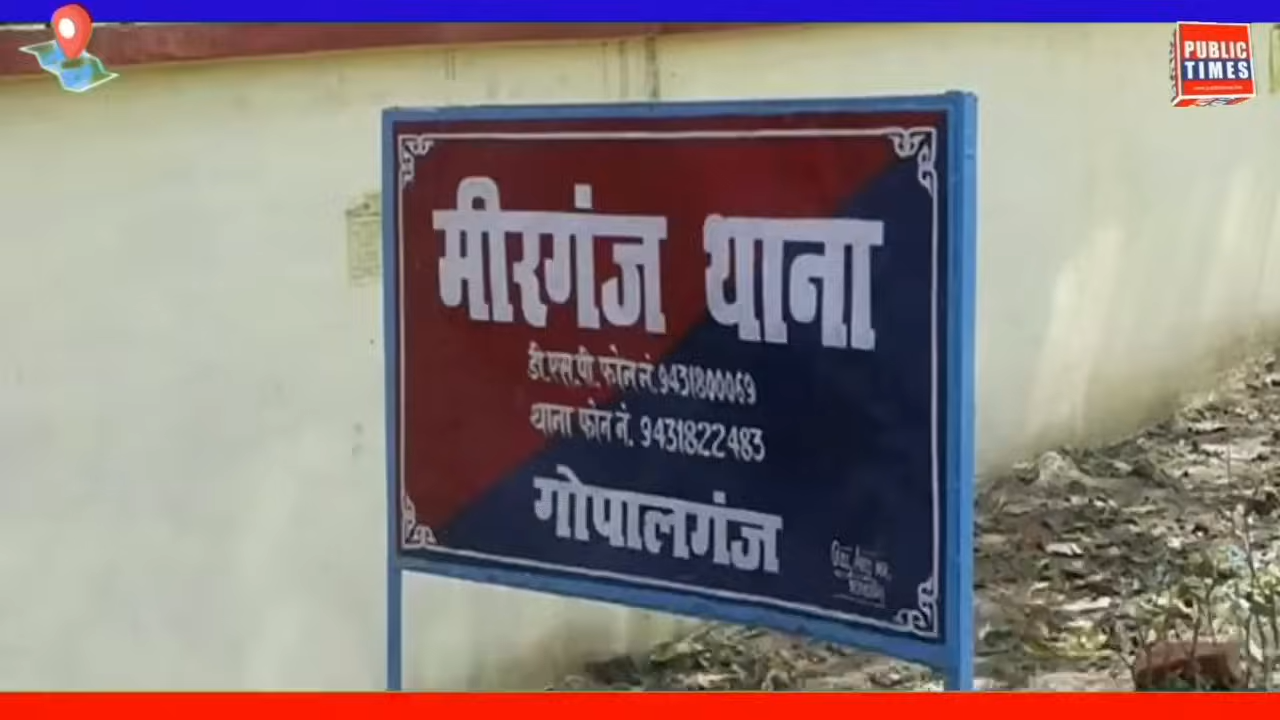 PUBLIC
TIMES
मीरगंज थाना
डी.एस.पी. फोन नं. 9431800069
थाना फोन नं. 9431822483
गोपालगंज